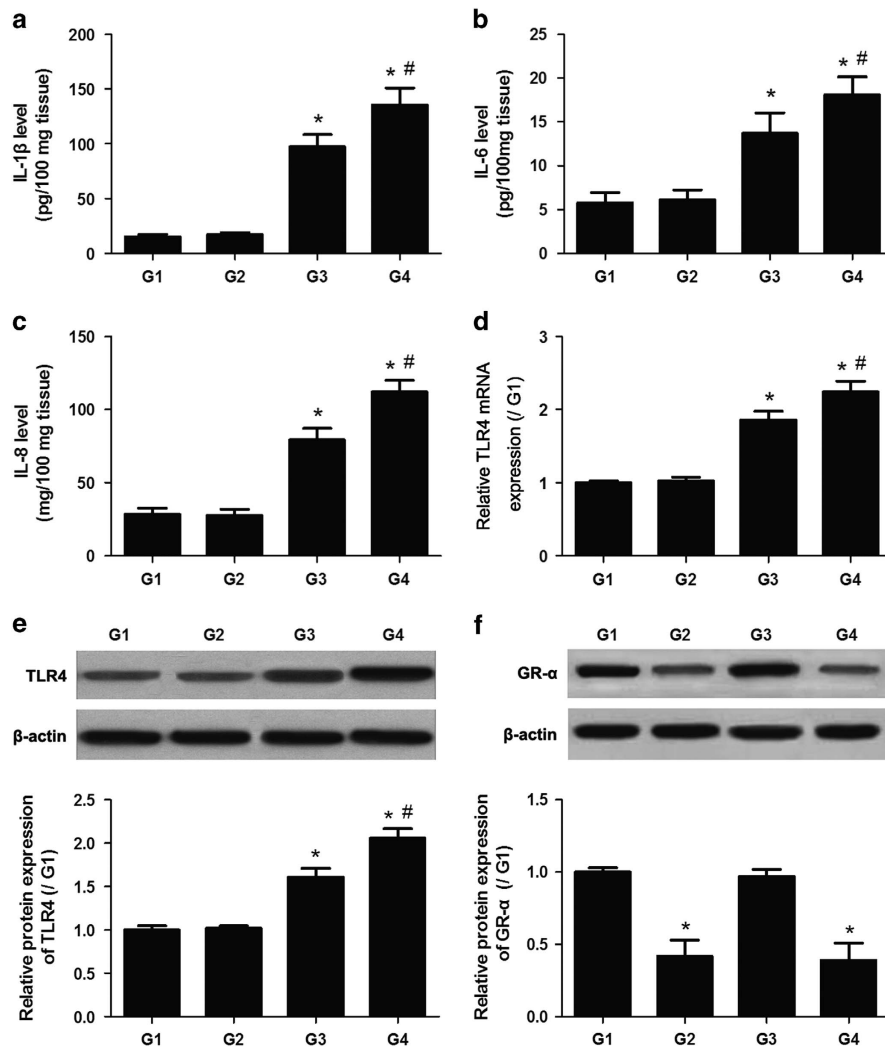 a
IL-1β level
(pg/100 mg tissue)
200
150
100
50
0
*
* #
G1 G2 G3 G4
b
IL-6 level
(pg/100mg tissue)
25
20
15
10
5
0
*
* #
G1 G2 G3 G4
c
IL-8 level
(mg/100 mg tissue)
150
100
50
0
*
* #
G1 G2 G3 G4
d
Relative TLR4 mRNA
expression (/ G1)
3
2
1
0
*
* #
G1 G2 G3 G4
e
G1 G2 G3 G4
TLR4
β-actin
Relative protein expression
of TLR4 (/ G1)
2.5
2.0
1.5
1.0
0.5
0.0
*
* #
G1 G2 G3 G4
f
G1 G2 G3 G4
GR-α
β-actin
Relative protein expression
of GR-α (/ G1)
1.5
1.0
0.5
0.0
*
*
G1 G2 G3 G4